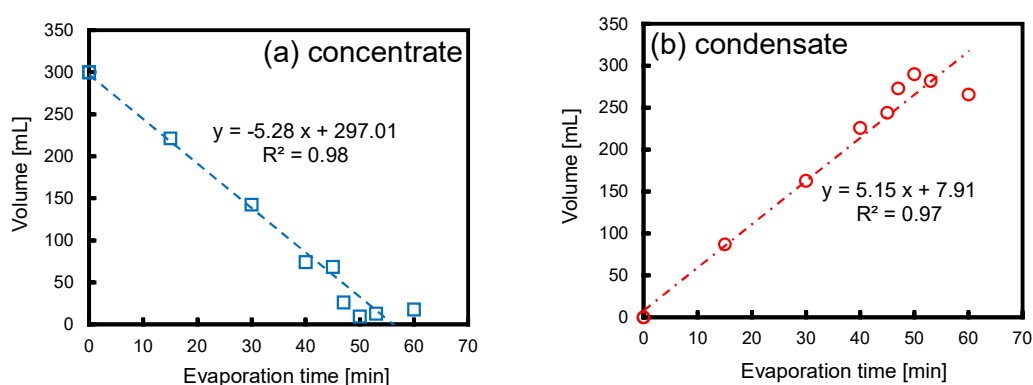 (a) concentrate
350
300
250
200
150
100
50
0
y = -5.28 x + 297.01
R² = 0.98
Volume [mL]
0 10 20 30 40 50 60 70
Evaporation time [min]
(b) condensate
350
300
250
200
150
100
50
0
y = 5.15 x + 7.91
R² = 0.97
Volume [mL]
0 10 20 30 40 50 60 70
Evaporation time [min]